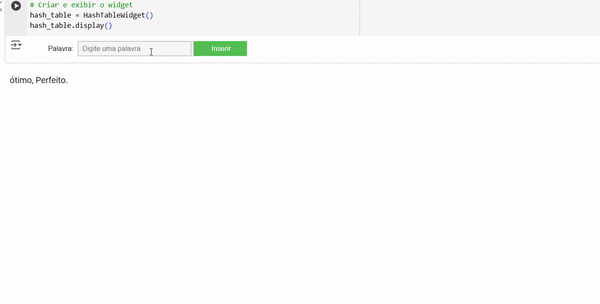 # Criar e exibir o widget
hash_table = HashTableWidget()
hash_table.display()
Palavra: Digite uma palavra Inserir
ótimo, Perfeito.